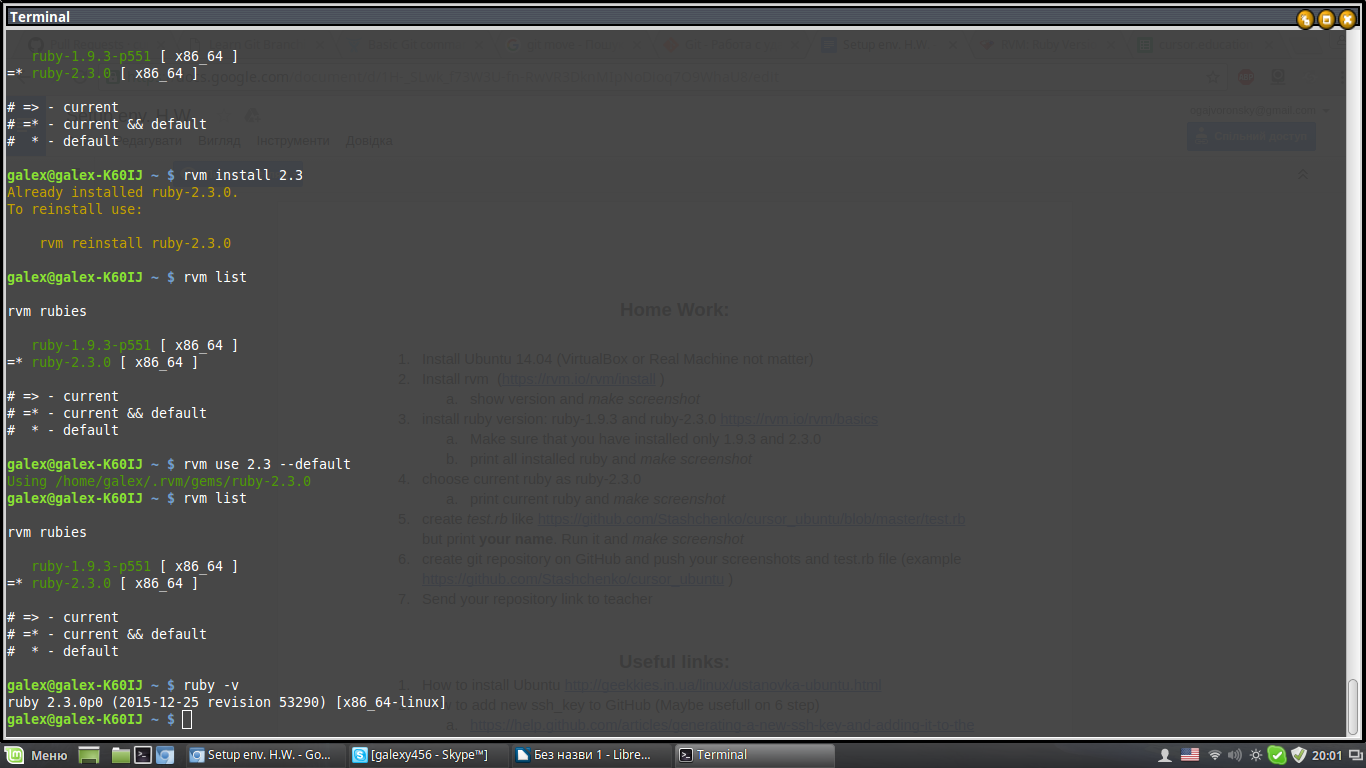 Terminal
ruby-1.9.3-p551 [ x86_64 ]
=* ruby-2.3.0 [ x86_64 ]
# => - current
# =* - current && default
#  * - default
Вигляд Інструменти Довідка
galex@galex-K60IJ ~ $ rvm install 2.3
Already installed ruby-2.3.0.
To reinstall use:
rvm reinstall ruby-2.3.0
galex@galex-K60IJ ~ $ rvm list
rvm rubies
ruby-1.9.3-p551 [ x86_64 ]
=* ruby-2.3.0 [ x86_64 ]
# => - current
# =* - current && default
#  * - default
galex@galex-K60IJ ~ $ rvm use 2.3 --default
Using /home/galex/.rvm/gems/ruby-2.3.0
galex@galex-K60IJ ~ $ rvm list
rvm rubies
ruby-1.9.3-p551 [ x86_64 ]
=* ruby-2.3.0 [ x86_64 ]
# => - current
# =* - current && default
#  * - default
galex@galex-K60IJ ~ $ ruby -v
ruby 2.3.0p0 (2015-12-25 revision 53290) [x86_64-linux]
galex@galex-K60IJ ~ $
Home Work:
1. Install Ubuntu 14.04 (VirtualBox or Real Machine not matter)
2. Install rvm (https://rvm.io/rvm/install )
a. show version and make screenshot
3. install ruby version: ruby-1.9.3 and ruby-2.3.0 https://rvm.io/rvm/basics
a. Make sure that you have installed only 1.9.3 and 2.3.0
b. print all installed ruby and make screenshot
4. choose current ruby as ruby-2.3.0
a. print current ruby and make screenshot
5. create test.rb like https://github.com/Stashchenko/cursor_ubuntu/blob/master/test.rb
but print your name. Run it and make screenshot
6. create git repository on GitHub and push your screenshots and test.rb file (example
https://github.com/Stashchenko/cursor_ubuntu )
7. Send your repository link to teacher
Useful links:
1. How to install Ubuntu http://geekkies.in.ua/linux/ustanovka-ubuntu.html
to add new ssh_key to GitHub (Maybe usefull on 6 step)
a. https://help.github.com/articles/generating-a-new-ssh-key-and-adding-it-to-the
Меню
Setup env. H.W. - Go...
[galexy456 - Skype™]
Без назви 1 - Libre...
Terminal
20:01